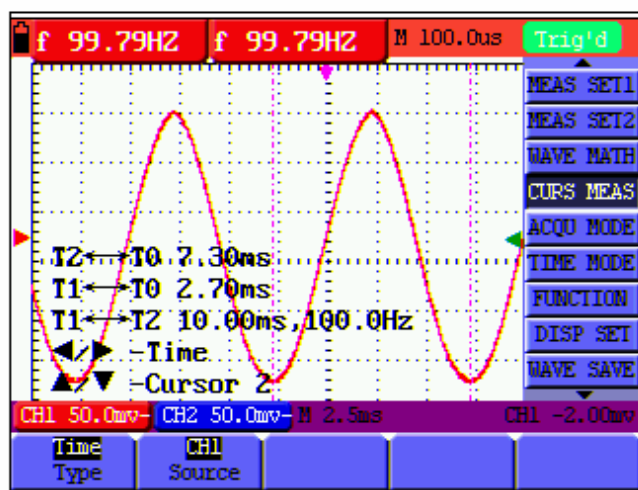 f 99.79HZ f 99.79HZ M 100.0us Trig'd
MEAS SET1
MEAS SET2
WAVE MATH
CURS MEAS
ACQU MODE
TIME MODE
FUNCTION
DISP SET
WAVE SAVE
T2←→T0 7.30ms
T1←→T0 2.70ms
T1←→T2 10.00ms,100.0Hz
◀/▶ -Time
▲/▼ -Cursor 2
CH1 50.0mv- CH2 50.0mv- M 2.5ms CH1 -2.00mv
Time CH1
Type Source